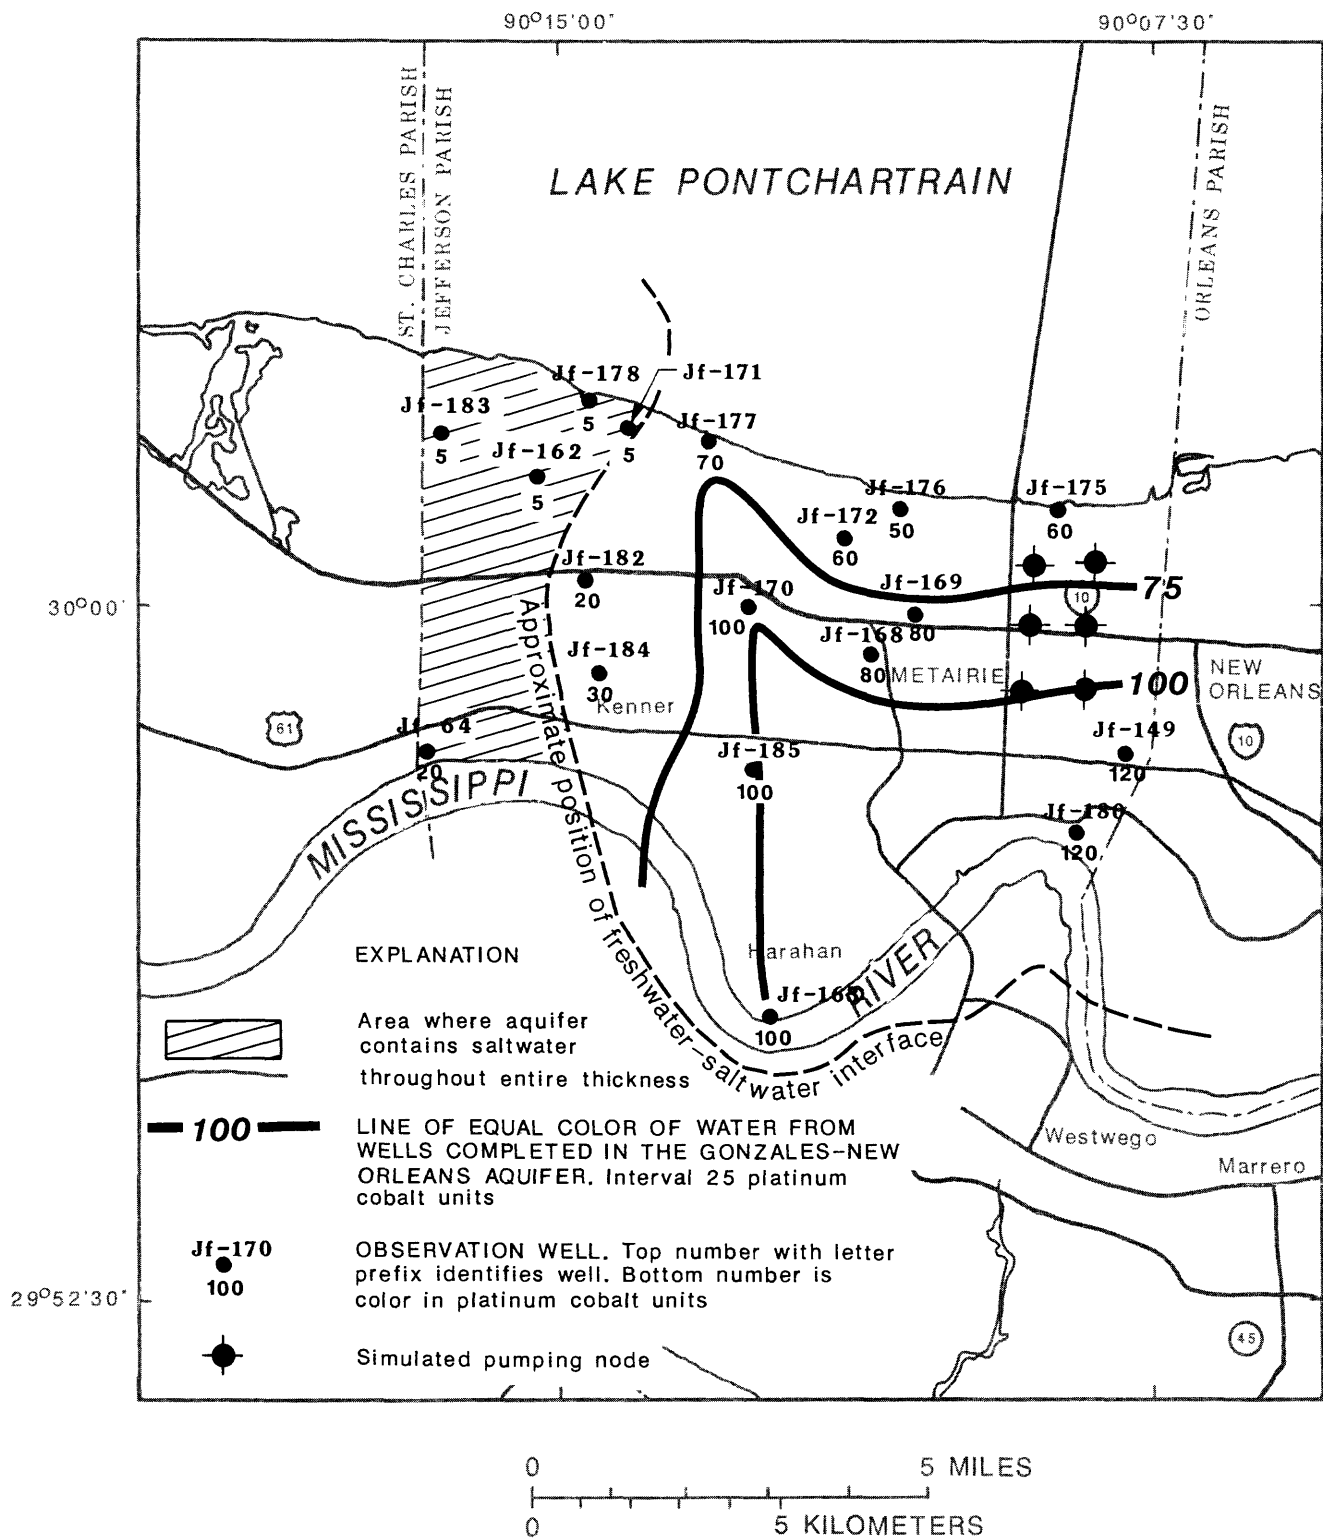 90°15'00"
90°07'30"
ST. CHARLES PARISH
JEFFERSON PARISH
ORLEANS PARISH
LAKE PONTCHARTRAIN
Jf-178
Jf-171
Jf-183
5
Jf-177
5
5
Jf-162
70
5
Jf-176
Jf-175
Jf-172
50
60
60
Jf-182
75
20
Jf-170
Jf-169
10
30°00'
100
Jf-168
80
Jf-184
80
METAIRIE
NEW
ORLEANS
100
30
Kenner
61
Jf-64
20
Jf-185
100
Jf-149
120
10
MISSISSIPPI
RIVER
Jf-180
120
Approximate position of freshwater-saltwater interface
Harahan
100
Westwego
Marrero
45
EXPLANATION
Area where aquifer
contains saltwater
throughout entire thickness
100
LINE OF EQUAL COLOR OF WATER FROM
WELLS COMPLETED IN THE GONZALES-NEW
ORLEANS AQUIFER. Interval 25 platinum
cobalt units
Jf-170
100
OBSERVATION WELL. Top number with letter
prefix identifies well. Bottom number is
color in platinum cobalt units
29°52'30"
Simulated pumping node
0
5 MILES
0
5 KILOMETERS